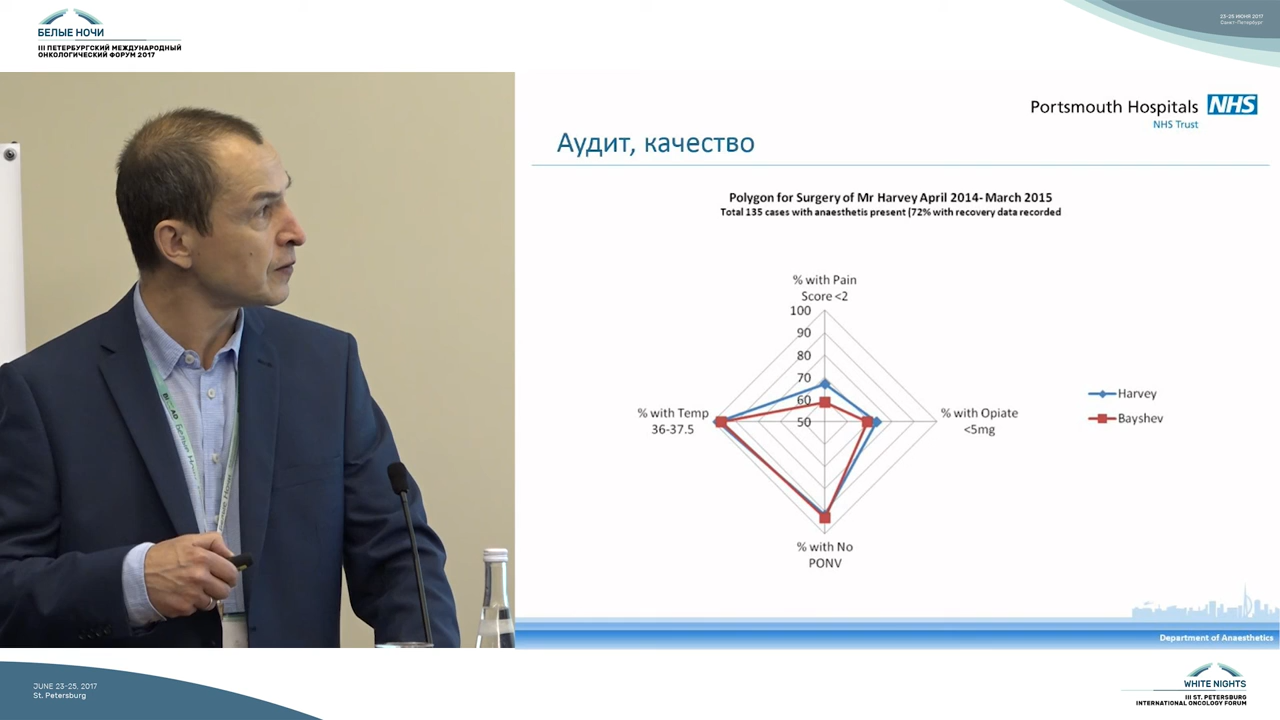 БЕЛЫЕ НОЧИ
III ПЕТЕРБУРГСКИЙ МЕЖДУНАРОДНЫЙ
ОНКОЛОГИЧЕСКИЙ ФОРУМ 2017
23-25 ИЮНЯ 2017
Санкт-Петербург
Portsmouth Hospitals NHS
NHS Trust
Аудит, качество
Polygon for Surgery of Mr Harvey April 2014- March 2015
Total 135 cases with anaesthetis present (72% with recovery data recorded
% with Pain
Score <2
100
90
80
70
60
50
% with Temp
36-37.5
% with Opiate
<5mg
% with No
PONV
Harvey
Bayshev
Department of Anaesthetics
JUNE 23-25, 2017
St. Petersburg
WHITE NIGHTS
III ST. PETERSBURG
INTERNATIONAL ONCOLOGY FORUM